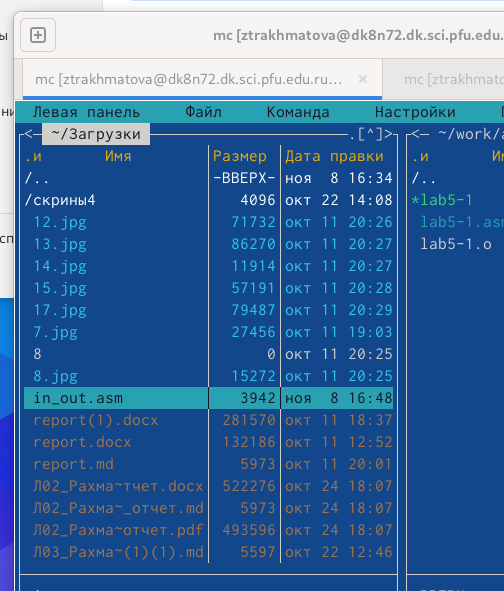 ы
mc [ztrakhmatova@dk8n72.dk.sci.pfu.edu.
mc [ztrakhmatova@dk8n72.dk.sci.pfu.edu.ru… × mc [ztrakhmato
ни
Левая панель Файл Команда Настройки
<— ~/Загрузки .[^]> <— ~/work/
.и Имя Размер Дата правки .и И
/.. -ВВЕРХ- ноя 8 16:34 /..
/скрины4 4096 окт 22 14:08 *lab5-1
12.jpg 71732 окт 11 20:26 lab5-1.asm
13.jpg 86270 окт 11 20:27 lab5-1.o
14.jpg 11914 окт 11 20:27
15.jpg 57191 окт 11 20:28
17.jpg 79487 окт 11 20:29
7.jpg 27456 окт 11 19:03
8 0 окт 11 20:25
8.jpg 15272 окт 11 20:25
in_out.asm 3942 ноя 8 16:48
report(1).docx 281570 окт 11 18:37
report.docx 132186 окт 11 12:52
report.md 5973 окт 11 20:01
Л02_Рахма~тчет.docx 522276 окт 24 18:07
Л02_Рахма~_отчет.md 5973 окт 24 18:07
Л02_Рахма~отчет.pdf 493596 окт 24 18:07
Л03_Рахма~(1)(1).md 5597 окт 22 12:46